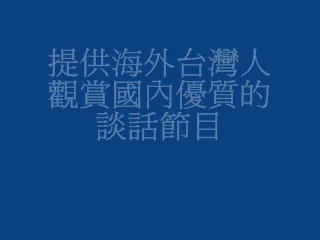 提供海外台灣人
觀賞國內優質的
談話節目